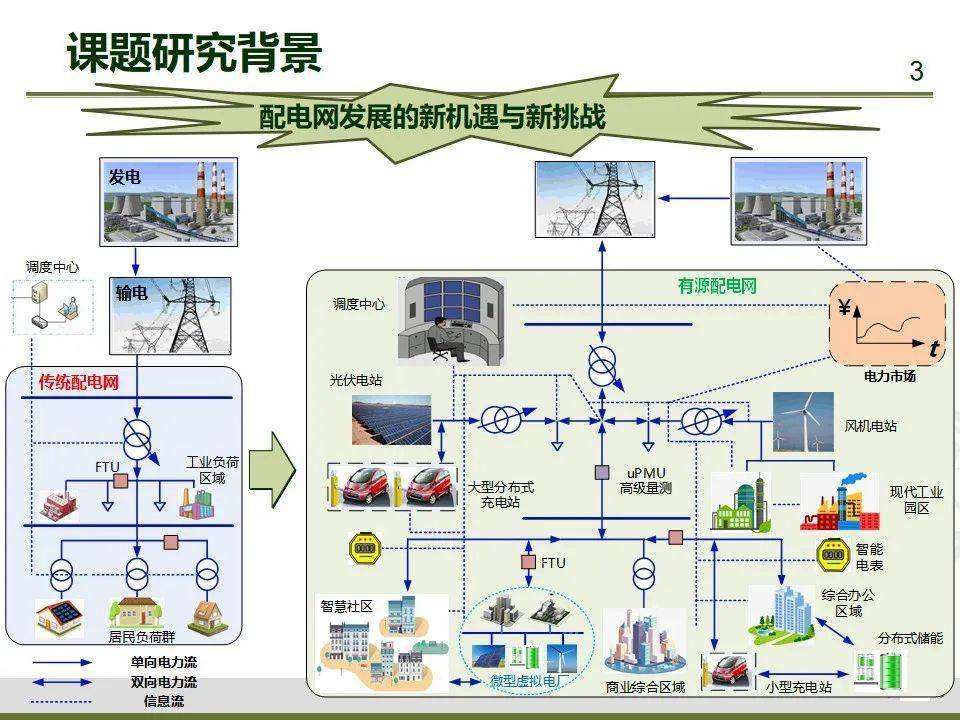 课题研究背景
3
配电网发展的新机遇与新挑战
发电
调度中心
输电
传统配电网
FTU
工业负荷
区域
居民负荷群
单向电力流
双向电力流
信息流
有源配电网
调度中心
¥
t
电力市场
光伏电站
风机电站
大型分布式
充电站
uPMU
高级量测
现代工业
园区
FTU
智能
电表
智慧社区
综合办公
区域
分布式储能
微型虚拟电厂
商业综合区域
小型充电站